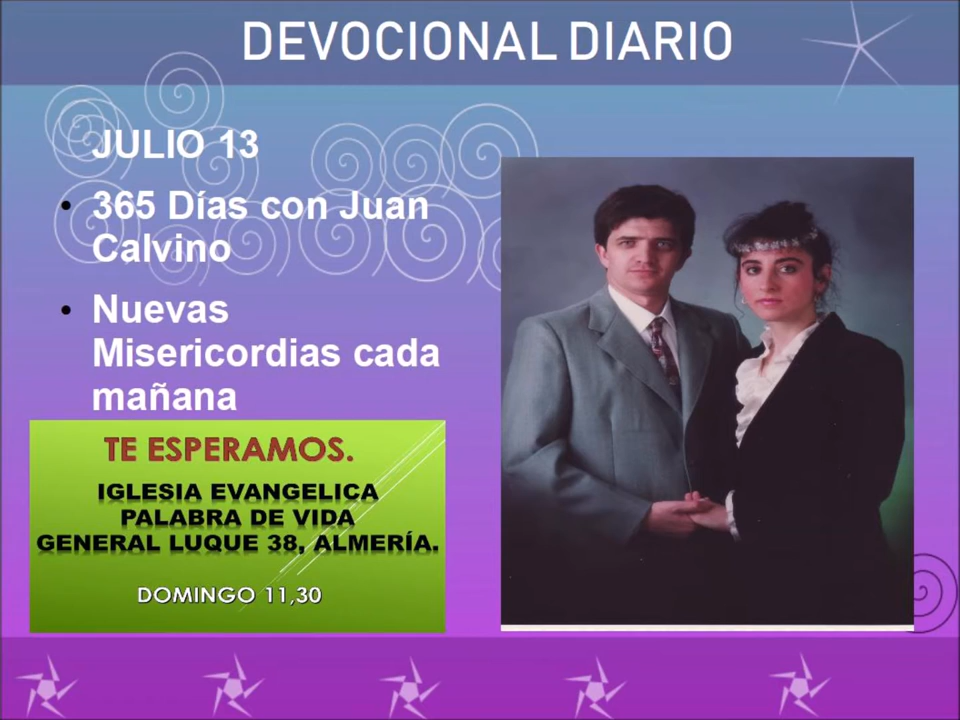 DEVOCIONAL DIARIO
JULIO 13
• 365 Días con Juan
Calvino
• Nuevas
Misericordias cada
mañana
TE ESPERAMOS.
IGLESIA EVANGELICA
PALABRA DE VIDA
GENERAL LUQUE 38, ALMERÍA.
DOMINGO 11,30